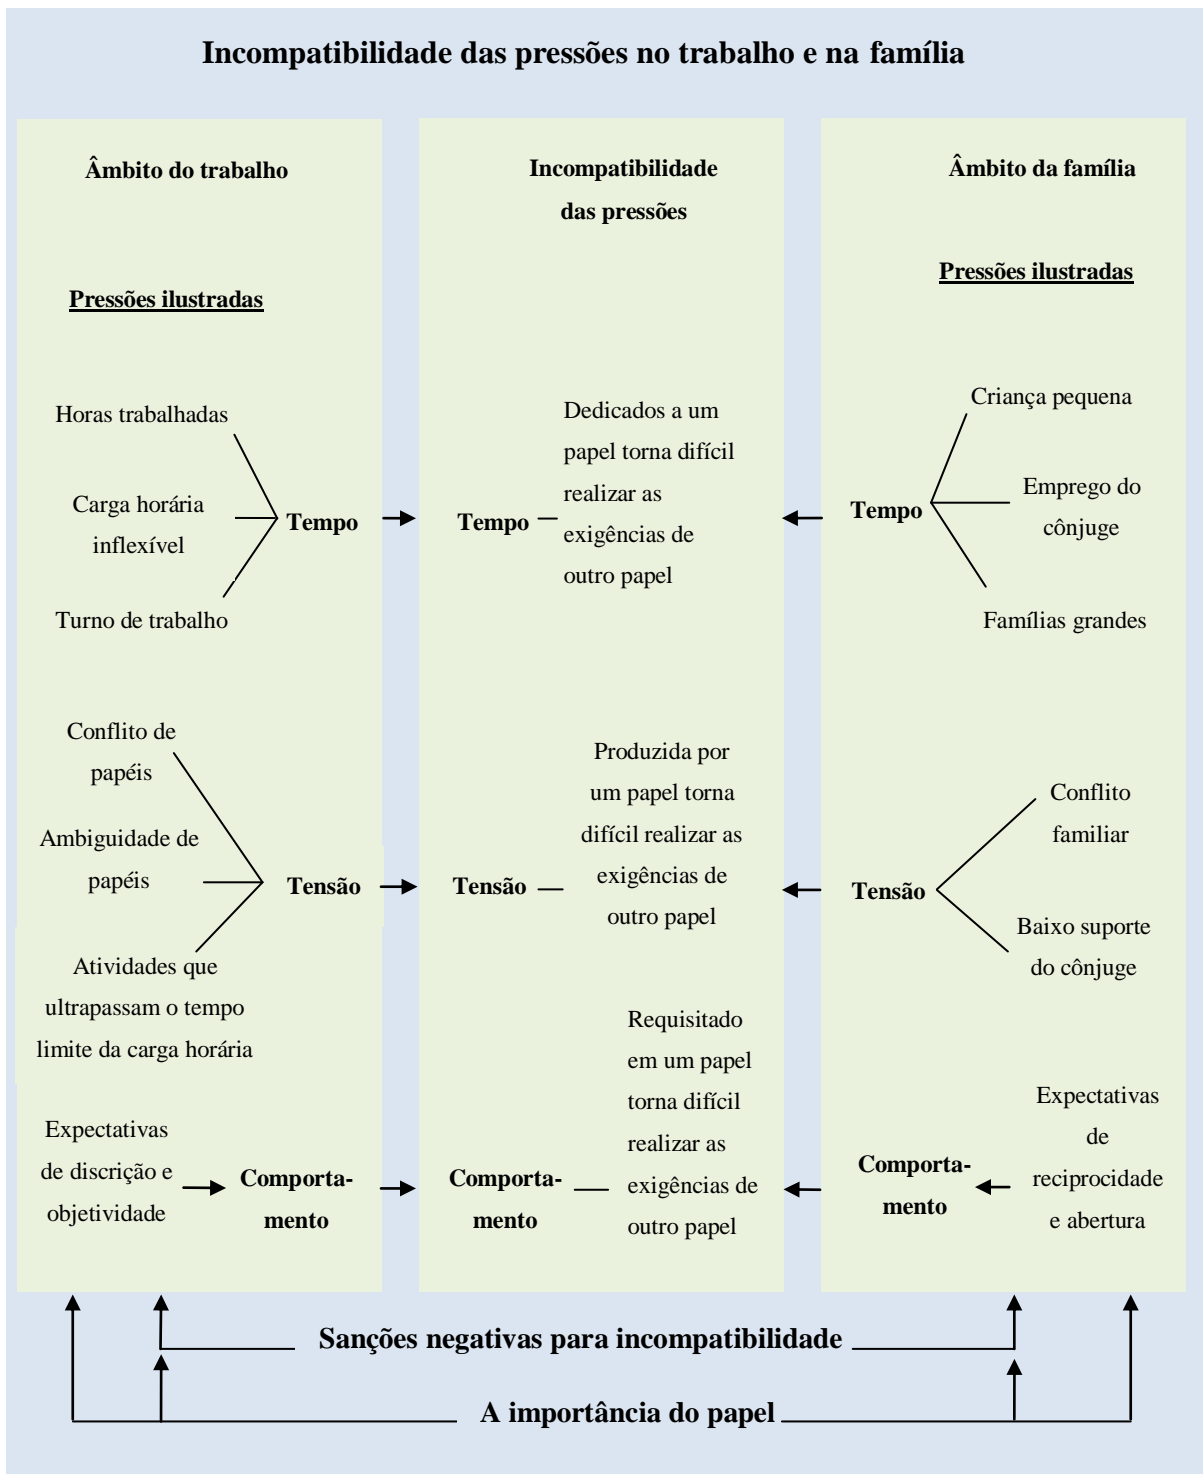 Incompatibilidade das pressões no trabalho e na família
Âmbito do trabalho
Pressões ilustradas
Horas trabalhadas
Carga horária
inflexível
Turno de trabalho
Tempo
Conflito de
papéis
Ambiguidade de
papéis
Atividades que
ultrapassam o tempo
limite da carga horária
Tensão
Expectativas
de discrição e
objetividade
Comporta-
mento
Incompatibilidade
das pressões
Tempo
Dedicados a um
papel torna difícil
realizar as
exigências de
outro papel
Tensão
Produzida por
um papel torna
difícil realizar as
exigências de
outro papel
Comporta-
mento
Requisitado
em um papel
torna difícil
realizar as
exigências de
outro papel
Âmbito da família
Pressões ilustradas
Tempo
Criança pequena
Emprego do
cônjuge
Famílias grandes
Tensão
Conflito
familiar
Baixo suporte
do cônjuge
Comporta-
mento
Expectativas
de
reciprocidade
e abertura
Sanções negativas para incompatibilidade
A importância do papel